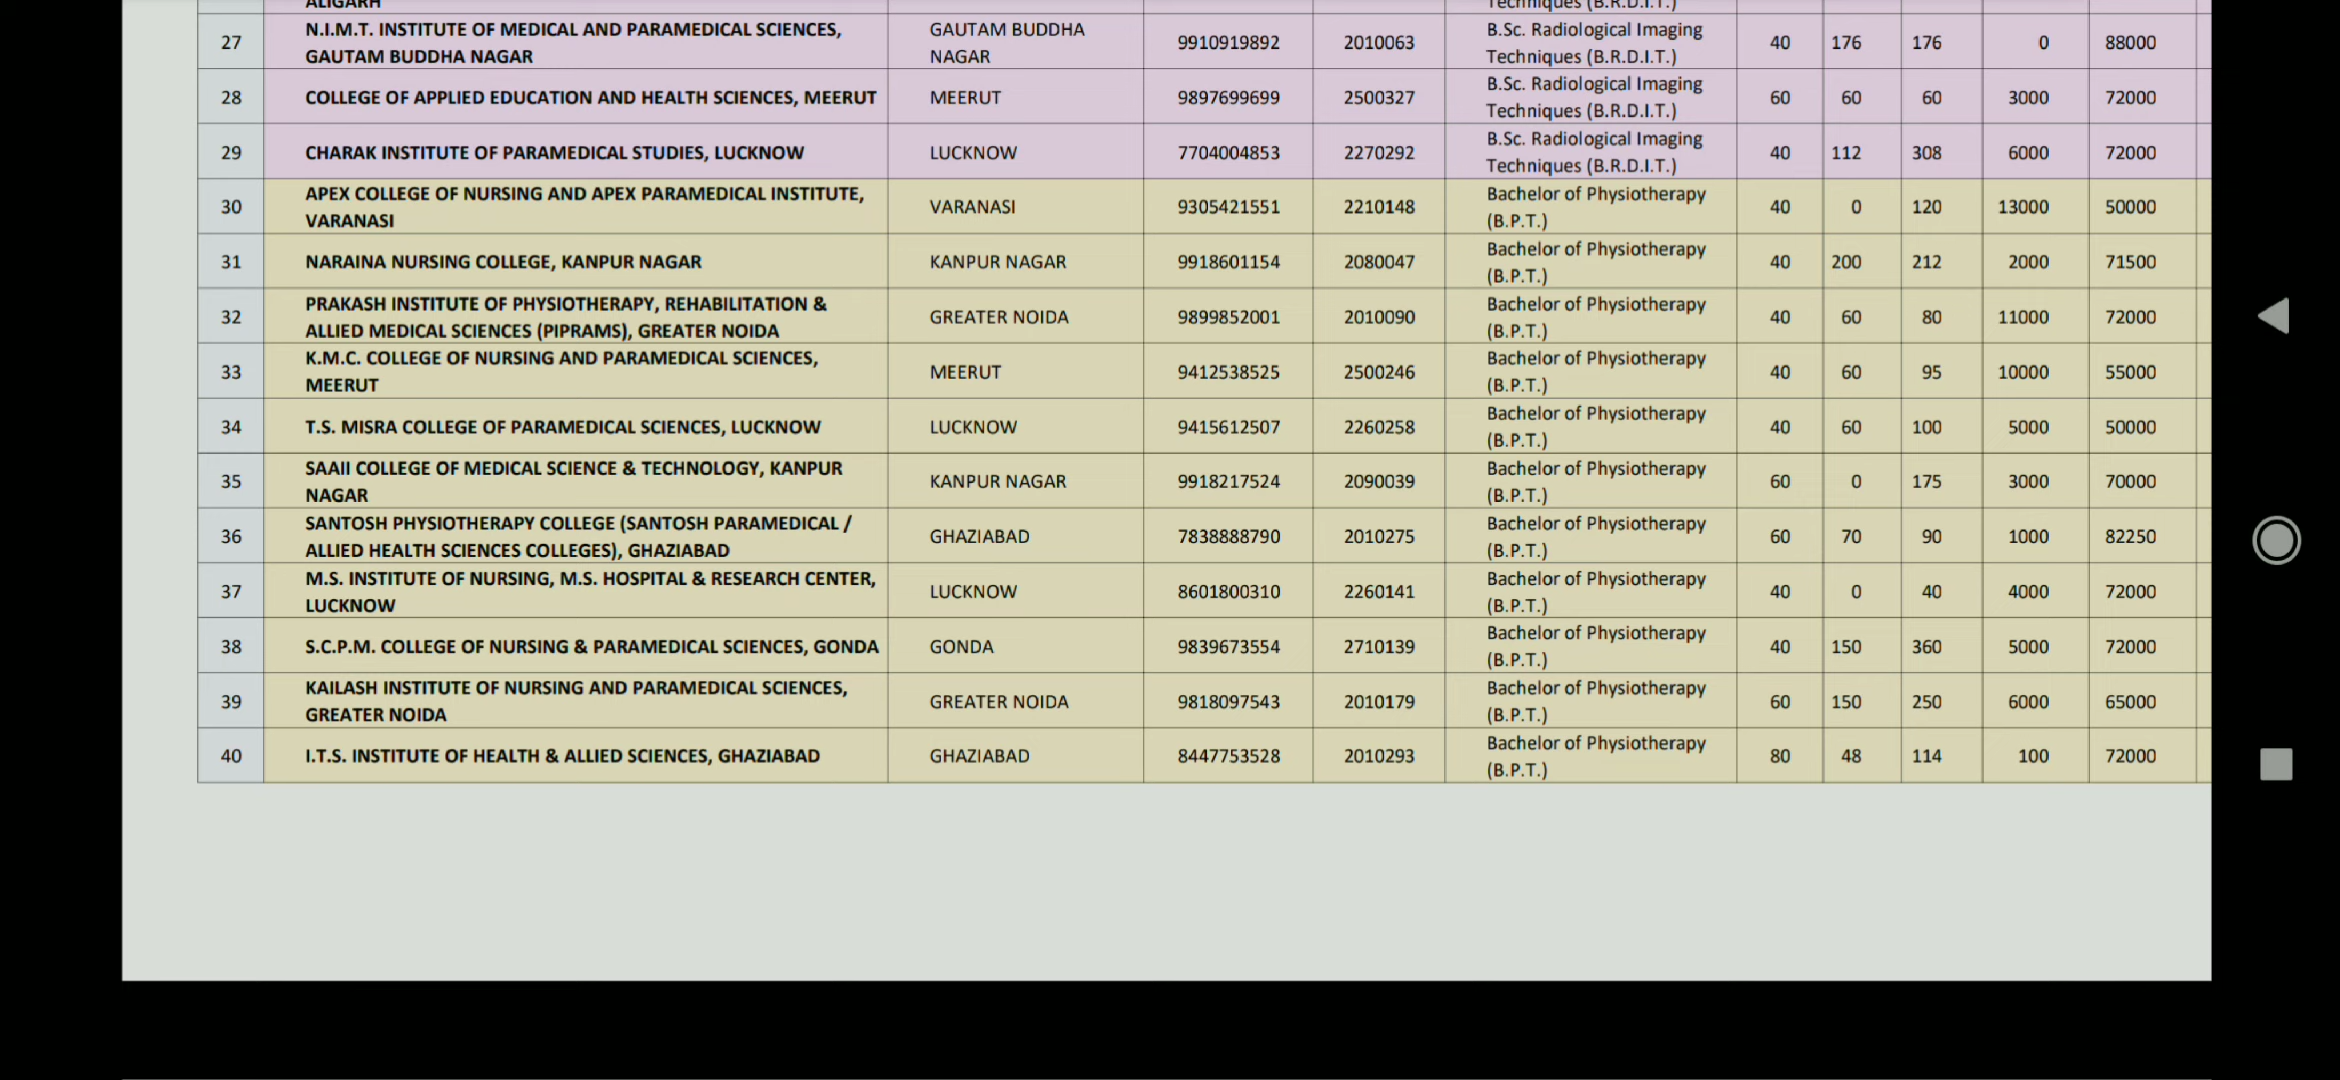 ALIGARH Techniques (B.R.D.I.T.)
27 N.I.M.T. INSTITUTE OF MEDICAL AND PARAMEDICAL SCIENCES, GAUTAM BUDDHA NAGAR GAUTAM BUDDHA NAGAR 9910919892 2010063 B.Sc. Radiological Imaging Techniques (B.R.D.I.T.) 40 176 176 0 88000
28 COLLEGE OF APPLIED EDUCATION AND HEALTH SCIENCES, MEERUT MEERUT 9897699699 2500327 B.Sc. Radiological Imaging Techniques (B.R.D.I.T.) 60 60 60 3000 72000
29 CHARAK INSTITUTE OF PARAMEDICAL STUDIES, LUCKNOW LUCKNOW 7704004853 2270292 B.Sc. Radiological Imaging Techniques (B.R.D.I.T.) 40 112 308 6000 72000
30 APEX COLLEGE OF NURSING AND APEX PARAMEDICAL INSTITUTE, VARANASI VARANASI 9305421551 2210148 Bachelor of Physiotherapy (B.P.T.) 40 0 120 13000 50000
31 NARAINA NURSING COLLEGE, KANPUR NAGAR KANPUR NAGAR 9918601154 2080047 Bachelor of Physiotherapy (B.P.T.) 40 200 212 2000 71500
32 PRAKASH INSTITUTE OF PHYSIOTHERAPY, REHABILITATION & ALLIED MEDICAL SCIENCES (PIPRAMS), GREATER NOIDA GREATER NOIDA 9899852001 2010090 Bachelor of Physiotherapy (B.P.T.) 40 60 80 11000 72000
33 K.M.C. COLLEGE OF NURSING AND PARAMEDICAL SCIENCES, MEERUT MEERUT 9412538525 2500246 Bachelor of Physiotherapy (B.P.T.) 40 60 95 10000 55000
34 T.S. MISRA COLLEGE OF PARAMEDICAL SCIENCES, LUCKNOW LUCKNOW 9415612507 2260258 Bachelor of Physiotherapy (B.P.T.) 40 60 100 5000 50000
35 SAAII COLLEGE OF MEDICAL SCIENCE & TECHNOLOGY, KANPUR NAGAR KANPUR NAGAR 9918217524 2090039 Bachelor of Physiotherapy (B.P.T.) 60 0 175 3000 70000
36 SANTOSH PHYSIOTHERAPY COLLEGE (SANTOSH PARAMEDICAL / ALLIED HEALTH SCIENCES COLLEGES), GHAZIABAD GHAZIABAD 7838888790 2010275 Bachelor of Physiotherapy (B.P.T.) 60 70 90 1000 82250
37 M.S. INSTITUTE OF NURSING, M.S. HOSPITAL & RESEARCH CENTER, LUCKNOW LUCKNOW 8601800310 2260141 Bachelor of Physiotherapy (B.P.T.) 40 0 40 4000 72000
38 S.C.P.M. COLLEGE OF NURSING & PARAMEDICAL SCIENCES, GONDA GONDA 9839673554 2710139 Bachelor of Physiotherapy (B.P.T.) 40 150 360 5000 72000
39 KAILASH INSTITUTE OF NURSING AND PARAMEDICAL SCIENCES, GREATER NOIDA GREATER NOIDA 9818097543 2010179 Bachelor of Physiotherapy (B.P.T.) 60 150 250 6000 65000
40 I.T.S. INSTITUTE OF HEALTH & ALLIED SCIENCES, GHAZIABAD GHAZIABAD 8447753528 2010293 Bachelor of Physiotherapy (B.P.T.) 80 48 114 100 72000